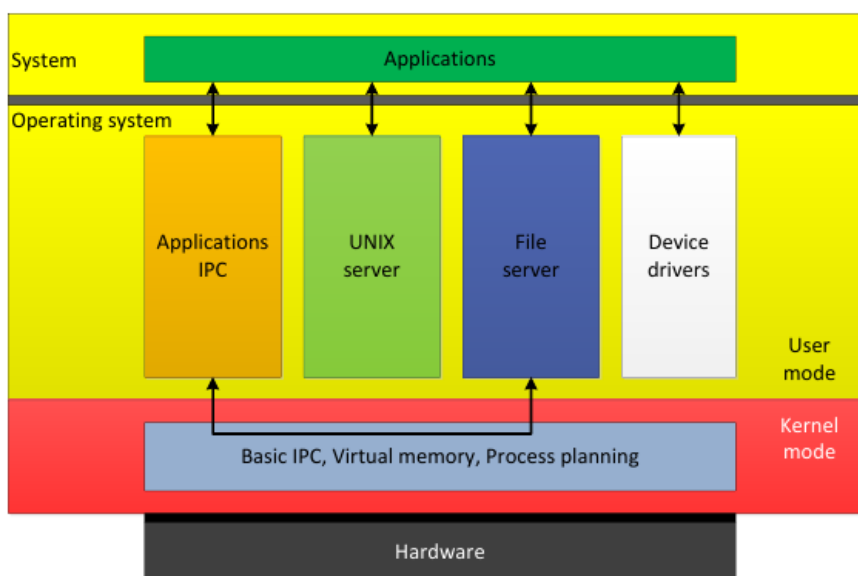 System
Applications
Operating system
Applications
IPC
UNIX
server
File
server
Device
drivers
User
mode
Kernel
mode
Basic IPC, Virtual memory, Process planning
Hardware